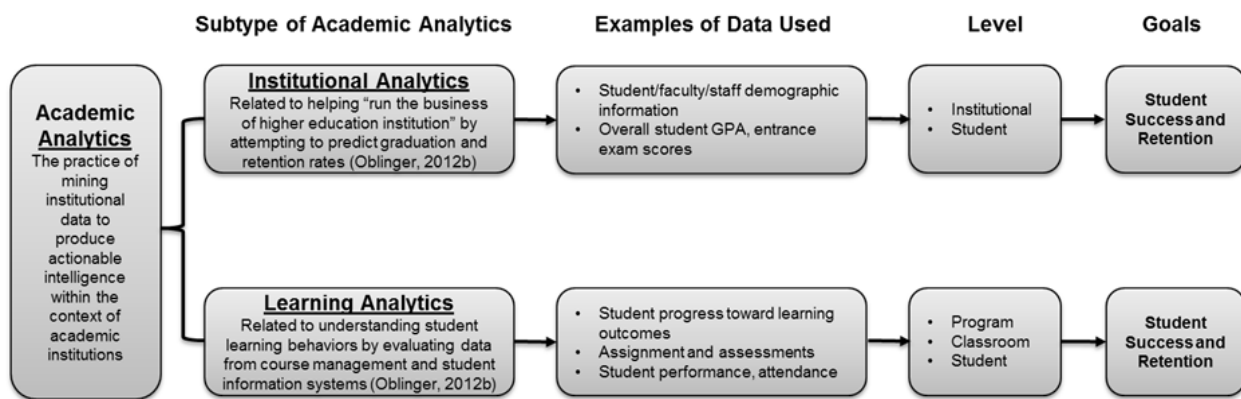 Subtype of Academic Analytics
Examples of Data Used
Level
Goals
Academic
Analytics
The practice of
mining
institutional
data to
produce
actionable
intelligence
within the
context of
academic
institutions
Institutional Analytics
Related to helping “run the business
of higher education institution” by
attempting to predict graduation and
retention rates (Oblinger, 2012b)
• Student/faculty/staff demographic
information
• Overall student GPA, entrance
exam scores
• Institutional
• Student
Student
Success and
Retention
Learning Analytics
Related to understanding student
learning behaviors by evaluating data
from course management and student
information systems (Oblinger, 2012b)
• Student progress toward learning
outcomes
• Assignment and assessments
• Student performance, attendance
• Program
• Classroom
• Student
Student
Success and
Retention